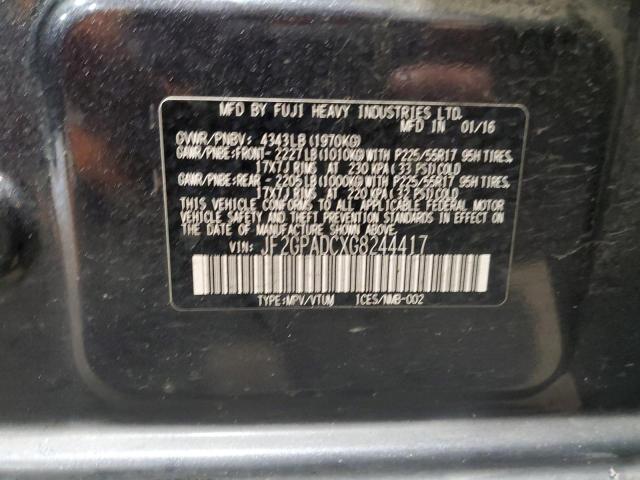 MFD BY FUJI HEAVY INDUSTRIES LTD.
MFD IN 01/16
GVWR/PNBV: 4343LB(1970KG)
GAWR/PNBE:FRONT-2227LB(1010KG)WITH P225/55R17 95H TIRES,
17X7J RIMS AT 230 KPA(33 PSI)COLD
GAWR/PNBE:REAR -2205LB(1000KG)WITH P225/55R17 95H TIRES,
17X7J RIMS AT 220 KPA(32 PSI)COLD
THIS VEHICLE CONFORMS TO ALL APPLICABLE FEDERAL MOTOR
VEHICLE SAFETY AND THEFT PREVENTION STANDARDS IN EFFECT ON
THE DATE OF MANUFACTURE SHOWN ABOVE.
VIN: JF2GPADCXG8244417
TYPE:MPV/VTUM ICES/NMB-002